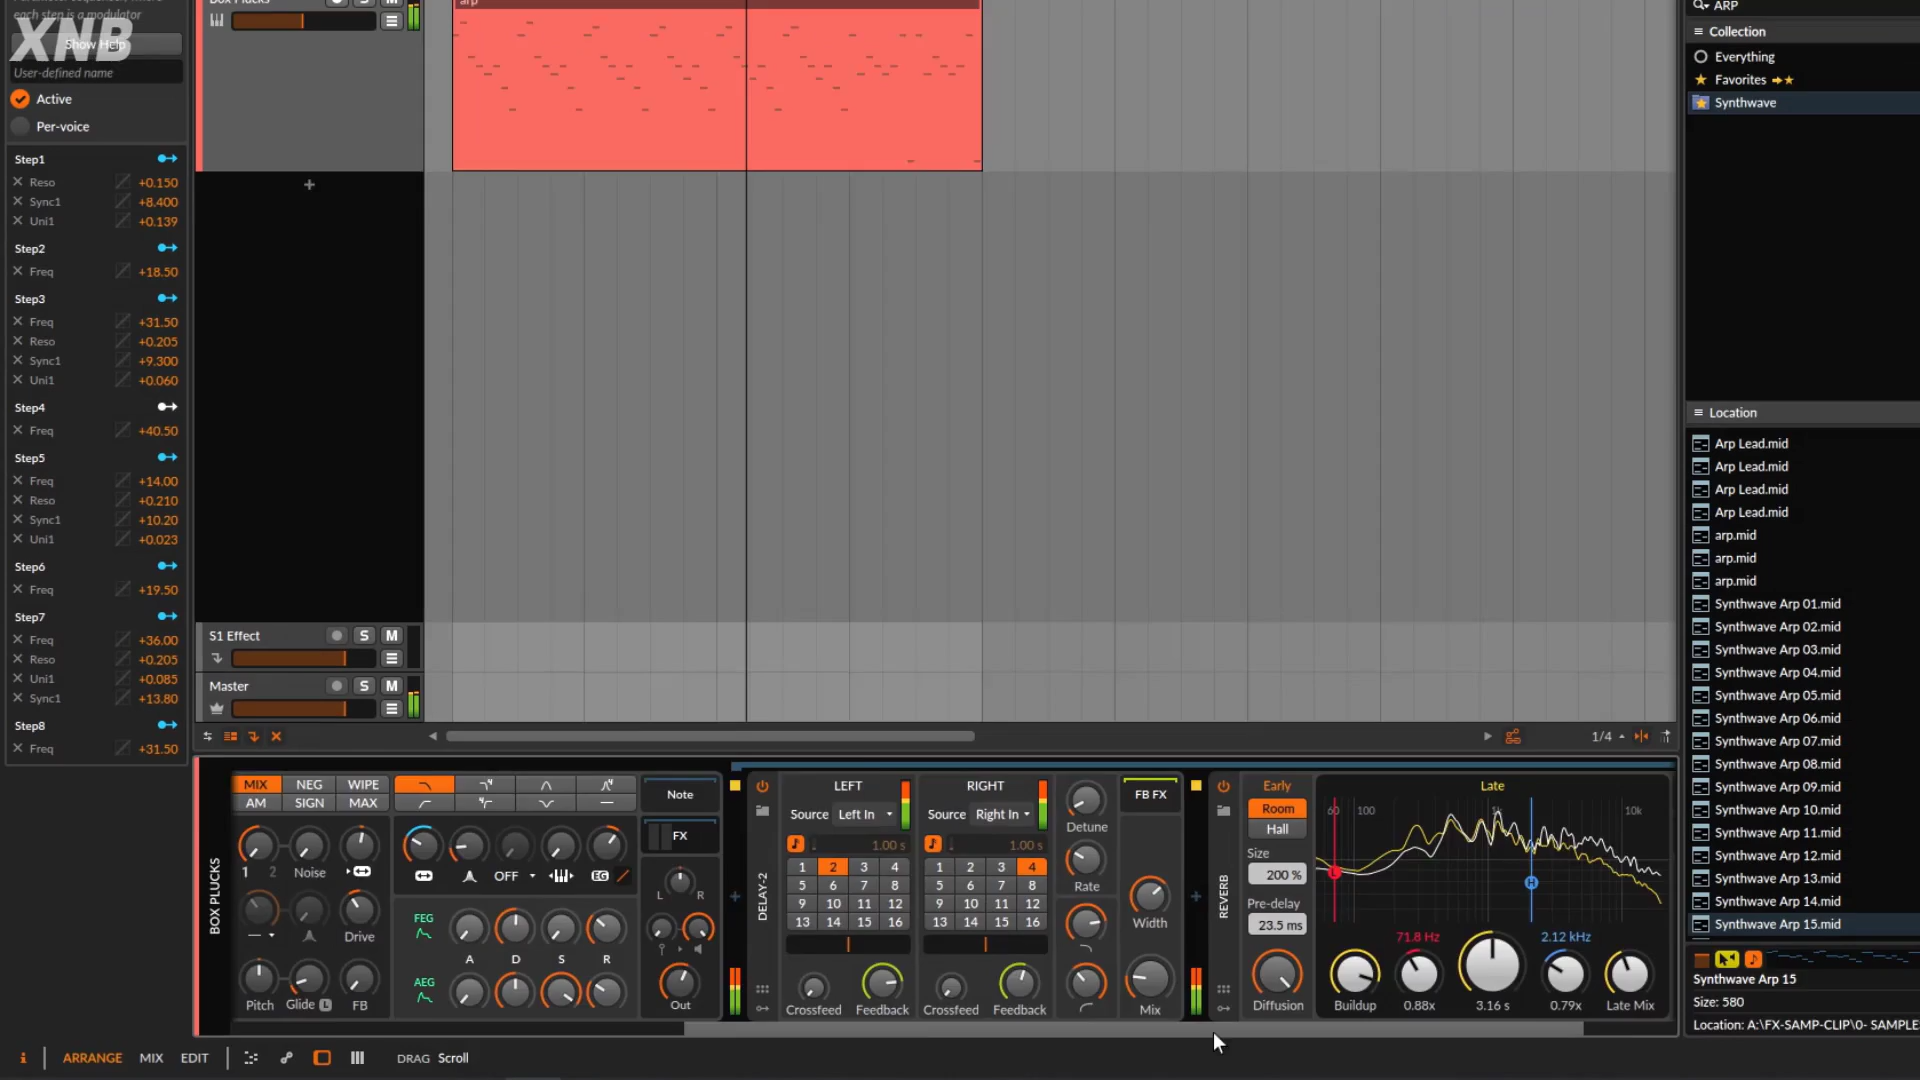 each step is a modulator
XNB
Show Help
User-defined name
Active
Per-voice
Step1
Reso +0.150
Sync1 +8.400
Uni1 +0.139
Step2
Freq +18.50
Step3
Freq +31.50
Reso +0.205
Sync1 +9.300
Uni1 +0.060
Step4
Freq +40.50
Step5
Freq +14.00
Reso +0.210
Sync1 +10.20
Uni1 +0.023
Step6
Freq +19.50
Step7
Freq +36.00
Reso +0.205
Uni1 +0.085
Sync1 +13.80
Step8
Freq +31.50
arp
S1 Effect S M
Master S M
1/4
ARP
Collection
Everything
Favorites
Synthwave
Location
Arp Lead.mid
Arp Lead.mid
Arp Lead.mid
Arp Lead.mid
arp.mid
arp.mid
arp.mid
Synthwave Arp 01.mid
Synthwave Arp 02.mid
Synthwave Arp 03.mid
Synthwave Arp 04.mid
Synthwave Arp 05.mid
Synthwave Arp 06.mid
Synthwave Arp 07.mid
Synthwave Arp 08.mid
Synthwave Arp 09.mid
Synthwave Arp 10.mid
Synthwave Arp 11.mid
Synthwave Arp 12.mid
Synthwave Arp 13.mid
Synthwave Arp 14.mid
Synthwave Arp 15.mid
Synthwave Arp 15
Size: 580
Location: A:\FX-SAMP-CLIP\0- SAMPLES
BOX PLUCKS
MIX NEG WIPE
AM SIGN MAX
1 2 Noise
Drive
Pitch Glide L FB
OFF EG
FEG
A D S R
AEG
Note
FX
L R
Out
DELAY-2
LEFT
Source Left In
1.00 s
1 2 3 4
5 6 7 8
9 10 11 12
13 14 15 16
Crossfeed Feedback
RIGHT
Source Right In
1.00 s
1 2 3 4
5 6 7 8
9 10 11 12
13 14 15 16
Crossfeed Feedback
Detune
Rate
FB FX
Width
Mix
REVERB
Early
Room
Hall
Size
200 %
Pre-delay
23.5 ms
Diffusion
Late
60 100 1k 10k
L
H
71.8 Hz 2.12 kHz
Buildup 0.88x 3.16 s 0.79x Late Mix
i ARRANGE MIX EDIT DRAG Scroll